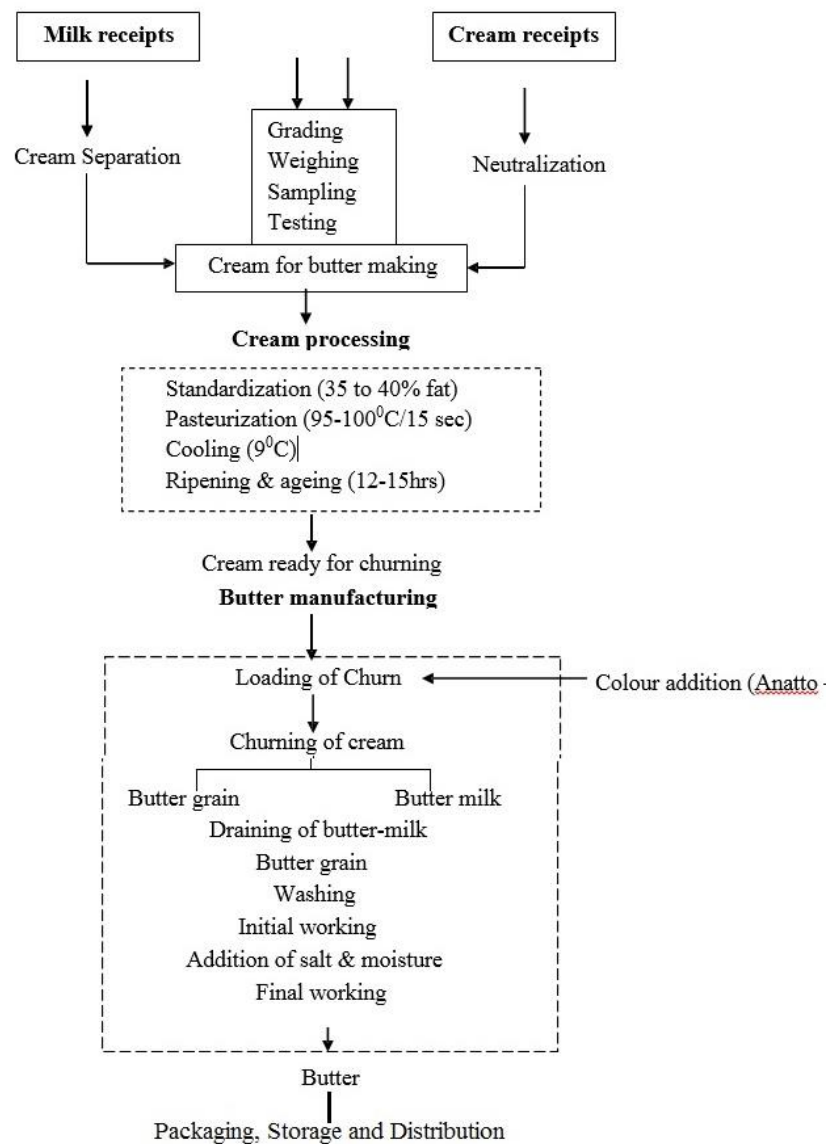 Milk receipts
Cream receipts
Grading
Weighing
Sampling
Testing
Cream Separation
Neutralization
Cream for butter making
Cream processing
Standardization (35 to 40% fat)
Pasteurization (95-100⁰C/15 sec)
Cooling (9⁰C)
Ripening & ageing (12-15hrs)
Cream ready for churning
Butter manufacturing
Loading of Churn
Colour addition (Anatto -
Churning of cream
Butter grain
Butter milk
Draining of butter-milk
Butter grain
Washing
Initial working
Addition of salt & moisture
Final working
Butter
Packaging, Storage and Distribution